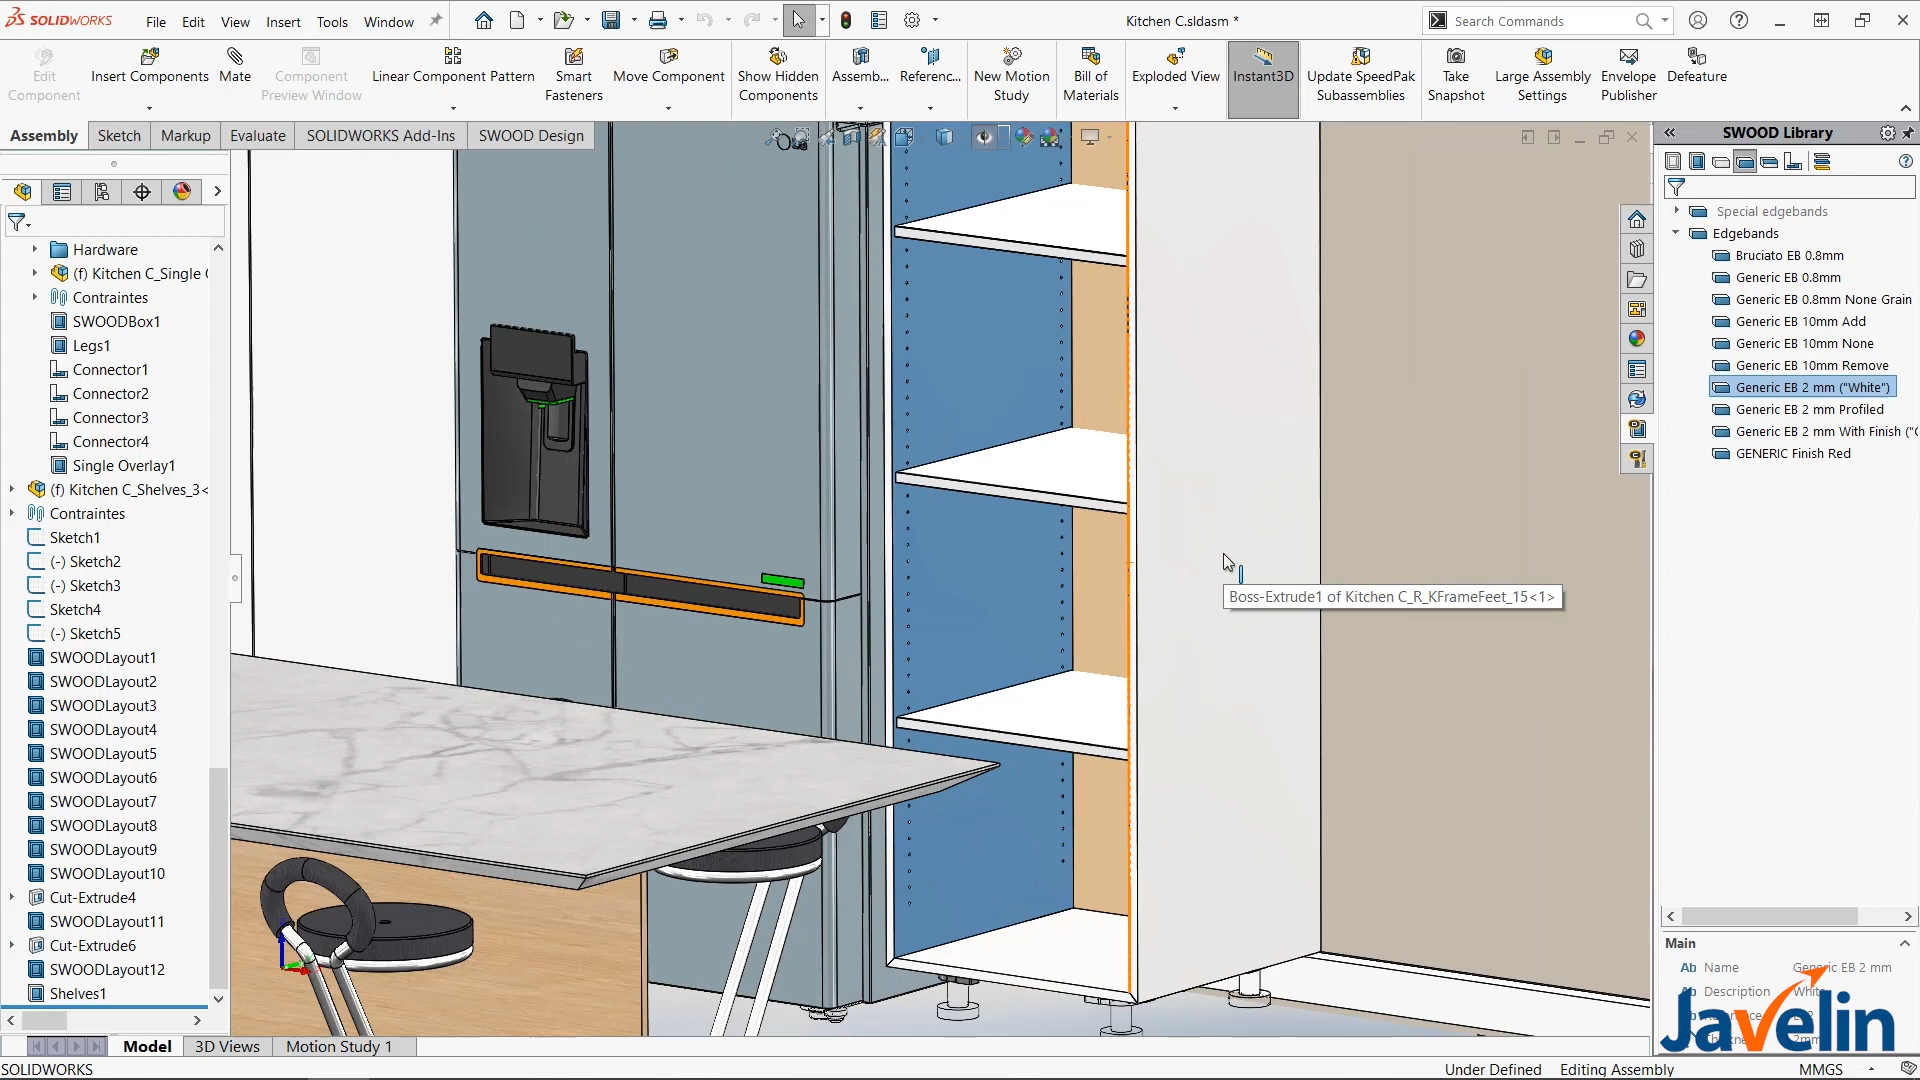 SOLIDWORKS
File Edit View Insert Tools Window
Kitchen C.sldasm *
Search Commands
Edit Component
Insert Components
Mate
Component Preview Window
Linear Component Pattern
Smart Fasteners
Move Component
Show Hidden Components
Assemb...
Referenc...
New Motion Study
Bill of Materials
Exploded View
Instant3D
Update SpeedPak Subassemblies
Take Snapshot
Large Assembly Settings
Envelope Publisher
Defeature
Assembly Sketch Markup Evaluate SOLIDWORKS Add-Ins SWOOD Design
Hardware
(f) Kitchen C_Single
Contraintes
SWOODBox1
Legs1
Connector1
Connector2
Connector3
Connector4
Single Overlay1
(f) Kitchen C_Shelves_3<
Contraintes
Sketch1
(-) Sketch2
(-) Sketch3
Sketch4
(-) Sketch5
SWOODLayout1
SWOODLayout2
SWOODLayout3
SWOODLayout4
SWOODLayout5
SWOODLayout6
SWOODLayout7
SWOODLayout8
SWOODLayout9
SWOODLayout10
Cut-Extrude4
SWOODLayout11
Cut-Extrude6
SWOODLayout12
Shelves1
Boss-Extrude1 of Kitchen C_R_KFrameFeet_15<1>
SWOOD Library
Special edgebands
Edgebands
Bruciato EB 0.8mm
Generic EB 0.8mm
Generic EB 0.8mm None Grain
Generic EB 10mm Add
Generic EB 10mm None
Generic EB 10mm Remove
Generic EB 2 mm ("White")
Generic EB 2 mm Profiled
Generic EB 2 mm With Finish ("
GENERIC Finish Red
Main
Ab Name Generic EB 2 mm
Ab Description White
Javelin
Model 3D Views Motion Study 1
SOLIDWORKS
Under Defined Editing Assembly MMGS